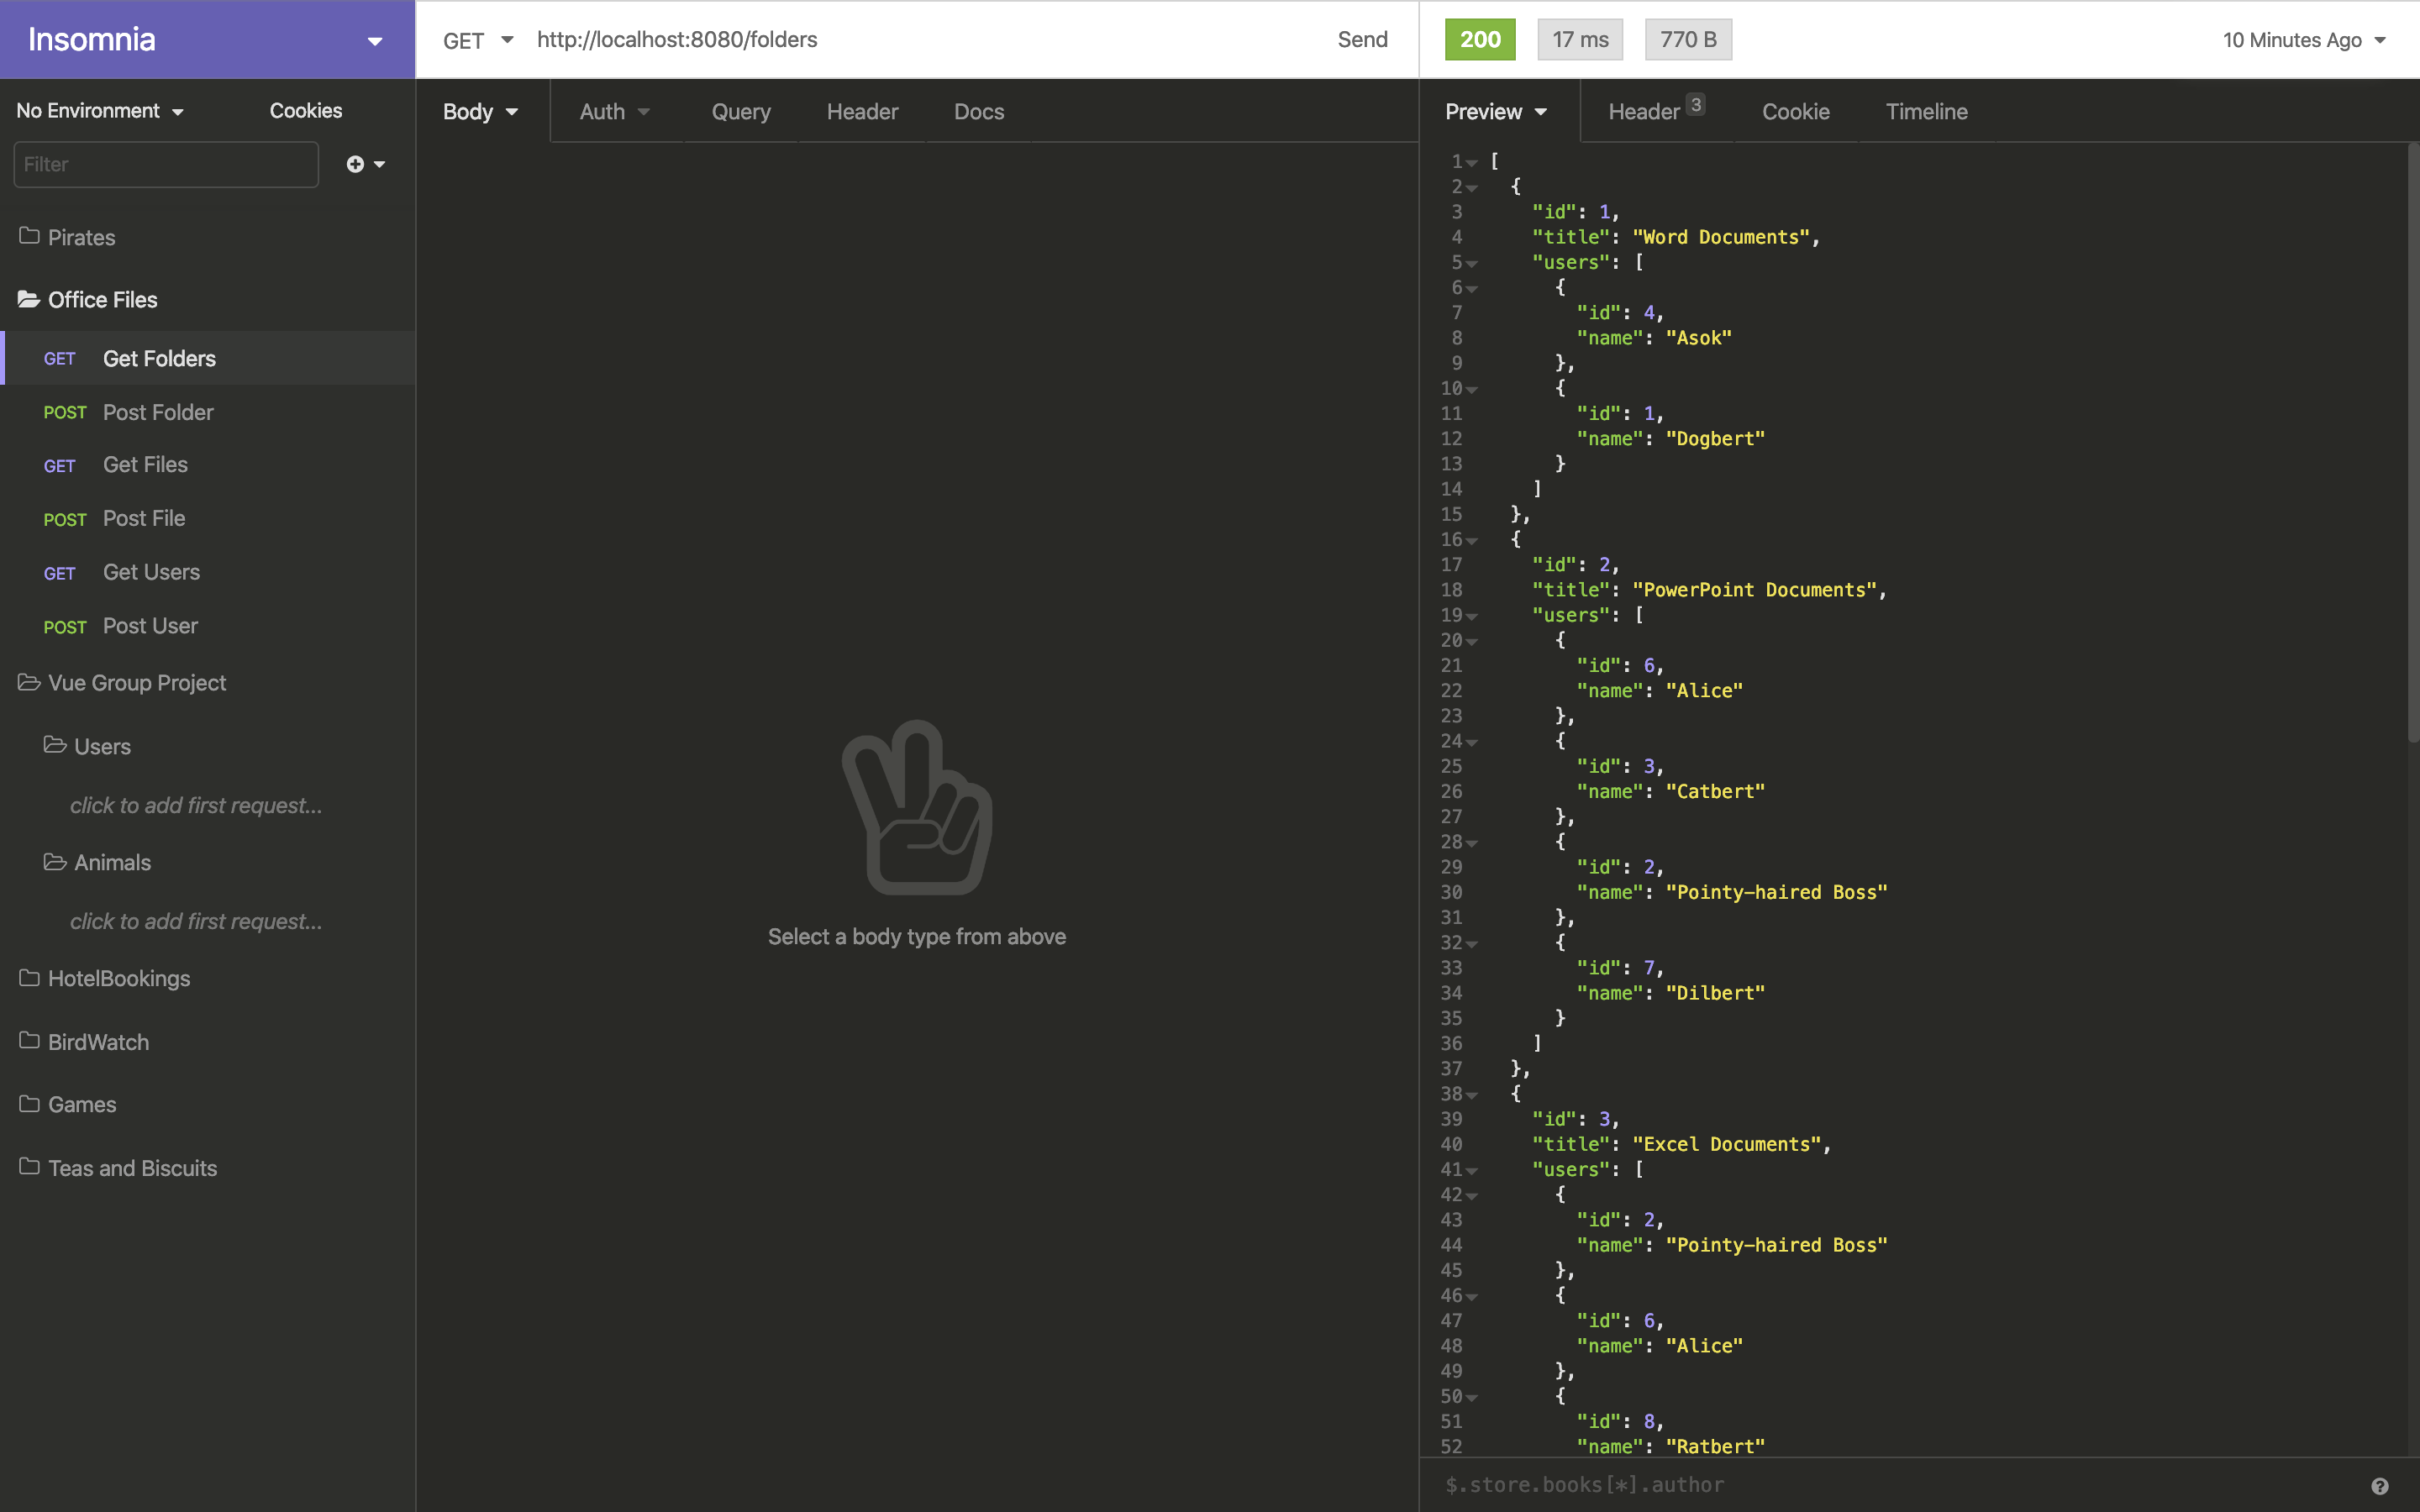 Insomnia
GET http://localhost:8080/folders Send
200 17 ms 770 B 10 Minutes Ago
No Environment Cookies
Filter
Pirates
Office Files
GET Get Folders
POST Post Folder
GET Get Files
POST Post File
GET Get Users
POST Post User
Vue Group Project
Users
click to add first request...
Animals
click to add first request...
HotelBookings
BirdWatch
Games
Teas and Biscuits
Body Auth Query Header Docs
Select a body type from above
Preview Header 3 Cookie Timeline
1 [
2 {
3 "id": 1,
4 "title": "Word Documents",
5 "users": [
6 {
7 "id": 4,
8 "name": "Asok"
9 },
10 {
11 "id": 1,
12 "name": "Dogbert"
13 }
14 ]
15 },
16 {
17 "id": 2,
18 "title": "PowerPoint Documents",
19 "users": [
20 {
21 "id": 6,
22 "name": "Alice"
23 },
24 {
25 "id": 3,
26 "name": "Catbert"
27 },
28 {
29 "id": 2,
30 "name": "Pointy-haired Boss"
31 },
32 {
33 "id": 7,
34 "name": "Dilbert"
35 }
36 ]
37 },
38 {
39 "id": 3,
40 "title": "Excel Documents",
41 "users": [
42 {
43 "id": 2,
44 "name": "Pointy-haired Boss"
45 },
46 {
47 "id": 6,
48 "name": "Alice"
49 },
50 {
51 "id": 8,
52 "name": "Ratbert"
$.store.books[*].author